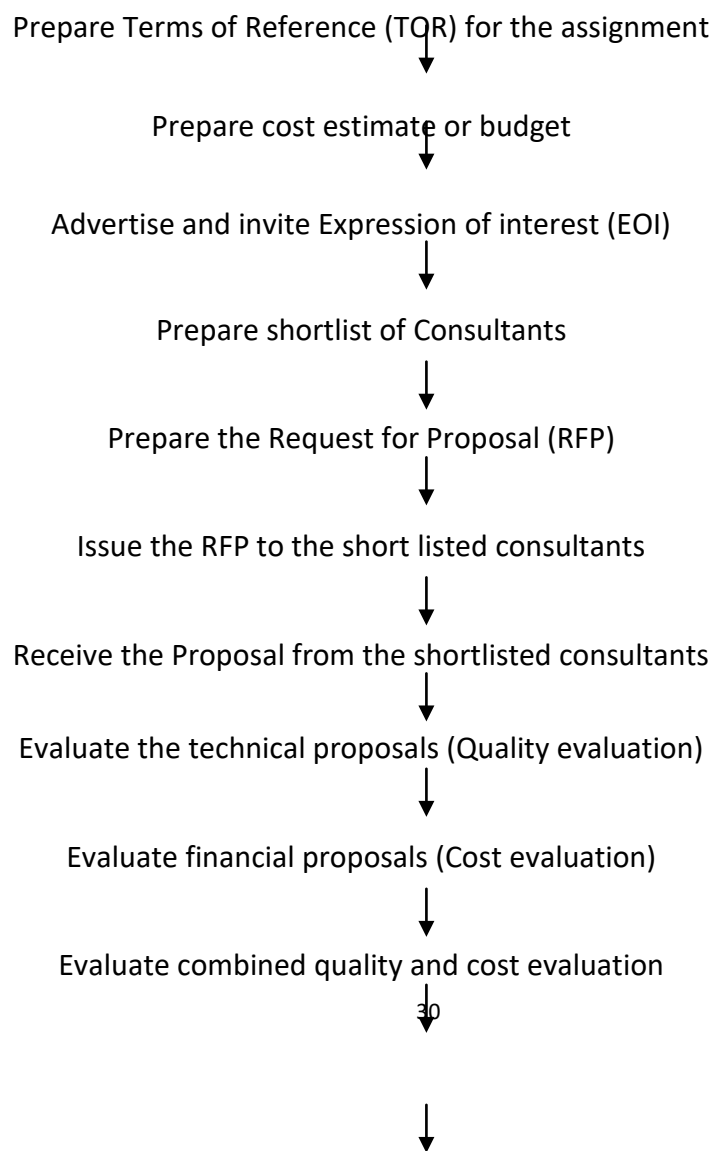 Prepare Terms of Reference (TOR) for the assignment
Prepare cost estimate or budget
Advertise and invite Expression of interest (EOI)
Prepare shortlist of Consultants
Prepare the Request for Proposal (RFP)
Issue the RFP to the short listed consultants
Receive the Proposal from the shortlisted consultants
Evaluate the technical proposals (Quality evaluation)
Evaluate financial proposals (Cost evaluation)
Evaluate combined quality and cost evaluation
30